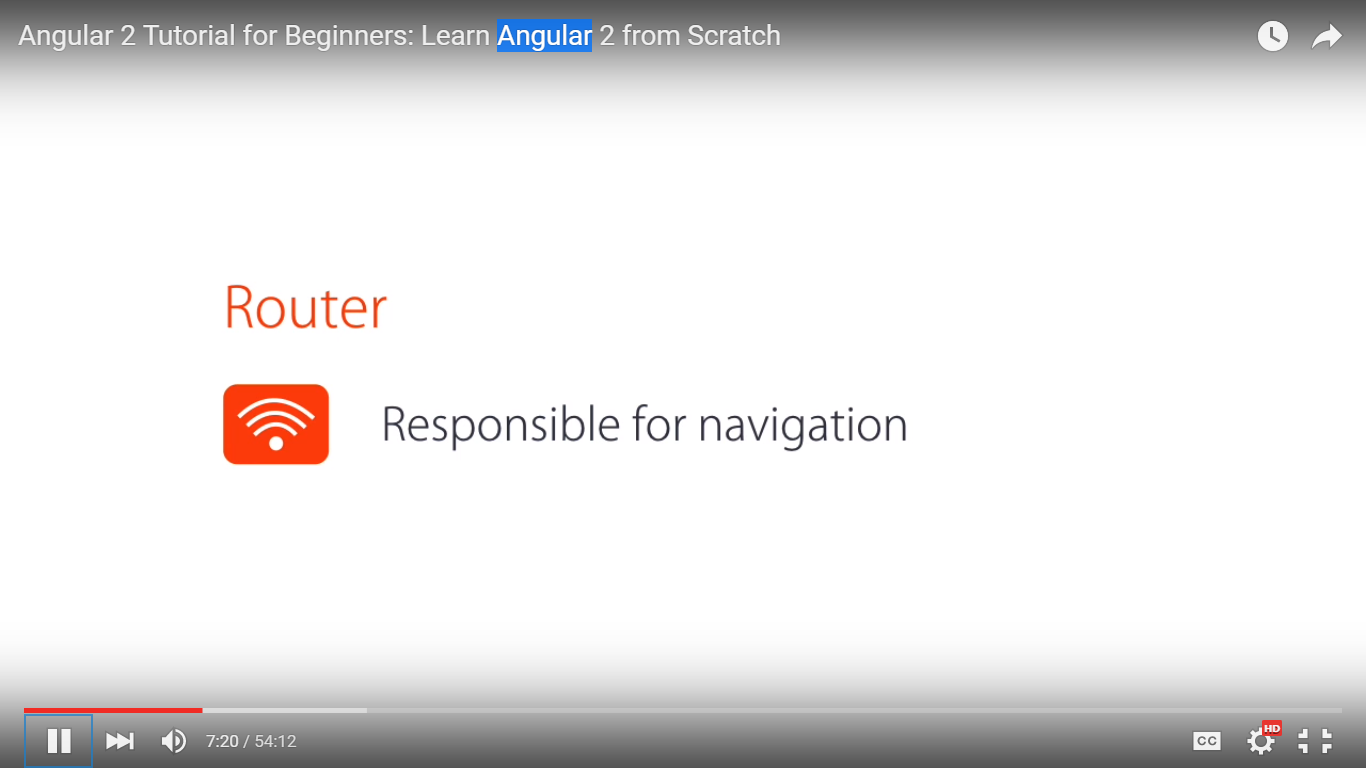 Angular 2 Tutorial for Beginners: Learn Angular 2 from Scratch
Router
Responsible for navigation
7:20 / 54:12
CC
HD